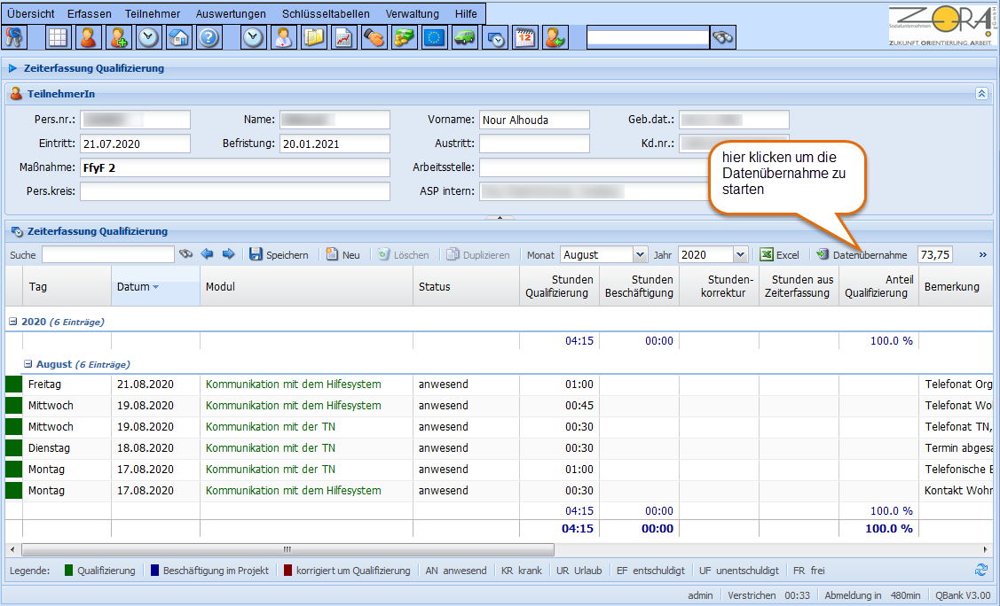 Übersicht Erfassen Teilnehmer Auswertungen Schlüsseltabellen Verwaltung Hilfe
ZORA!
Sozialunternehmen
ZUKUNFT. ORIENTIERUNG. ARBEIT.
12
Zeiterfassung Qualifizierung
TeilnehmerIn
Pers.nr.: Name: Vorname: Nour Alhouda Geb.dat.:
Eintritt: 21.07.2020 Befristung: 20.01.2021 Austritt: Kd.nr.:
Maßnahme: FfyF 2 Arbeitsstelle:
Pers.kreis: ASP intern:
hier klicken um die
Datenübernahme zu
starten
Zeiterfassung Qualifizierung
Suche Speichern Neu Löschen Duplizieren Monat August Jahr 2020 Excel Datenübernahme 73,75 »
Tag Datum Modul Status Stunden Qualifizierung Stunden Beschäftigung Stunden-korrektur Stunden aus Zeiterfassung Anteil Qualifizierung Bemerkung
2020 (6 Einträge)
04:15 00:00 100.0 %
August (6 Einträge)
Freitag 21.08.2020 Kommunikation mit dem Hilfesystem anwesend 01:00 Telefonat Org
Mittwoch 19.08.2020 Kommunikation mit dem Hilfesystem anwesend 00:45 Telefonat Wo
Mittwoch 19.08.2020 Kommunikation mit der TN anwesend 00:30 Telefonat TN,
Dienstag 18.08.2020 Kommunikation mit der TN anwesend 00:30 Termin abgesa
Montag 17.08.2020 Kommunikation mit der TN anwesend 01:00 Telefonische
Montag 17.08.2020 Kommunikation mit dem Hilfesystem anwesend 00:30 Kontakt Wohn
04:15 00:00 100.0 %
04:15 00:00 100.0 %
Legende: Qualifizierung Beschäftigung im Projekt korrigiert um Qualifizierung AN anwesend KR krank UR Urlaub EF entschuldigt UF unentschuldigt FR frei
admin Verstrichen 00:33 Abmeldung in 480min QBank V3.00